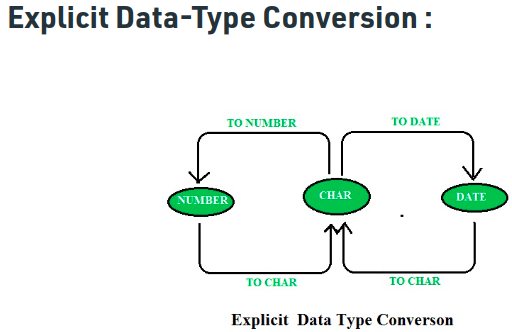 Explicit Data-Type Conversion :
TO NUMBER
TO DATE
NUMBER
CHAR
DATE
TO CHAR
TO CHAR
Explicit Data Type Converson